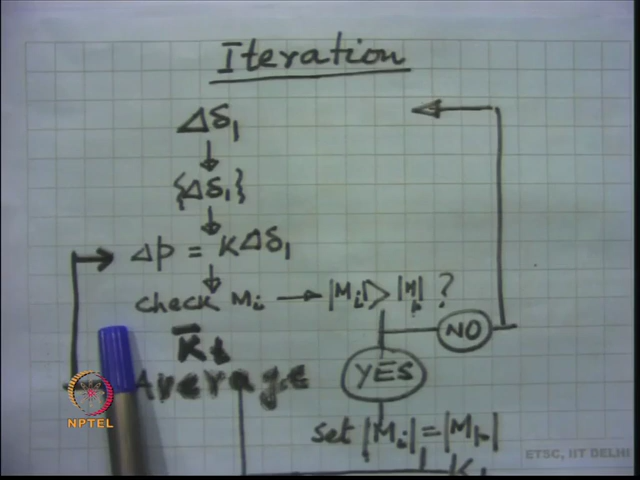 Iteration
Δδ₁
{Δδ₁}
Δp = KΔδ₁
check Mᵢ → |Mᵢ| > |Mₚ| ?
NO
K̄ₜ
YES
Average
NPTEL
set |Mᵢ| = |Mₚ|
ETSC, IIT DELHI